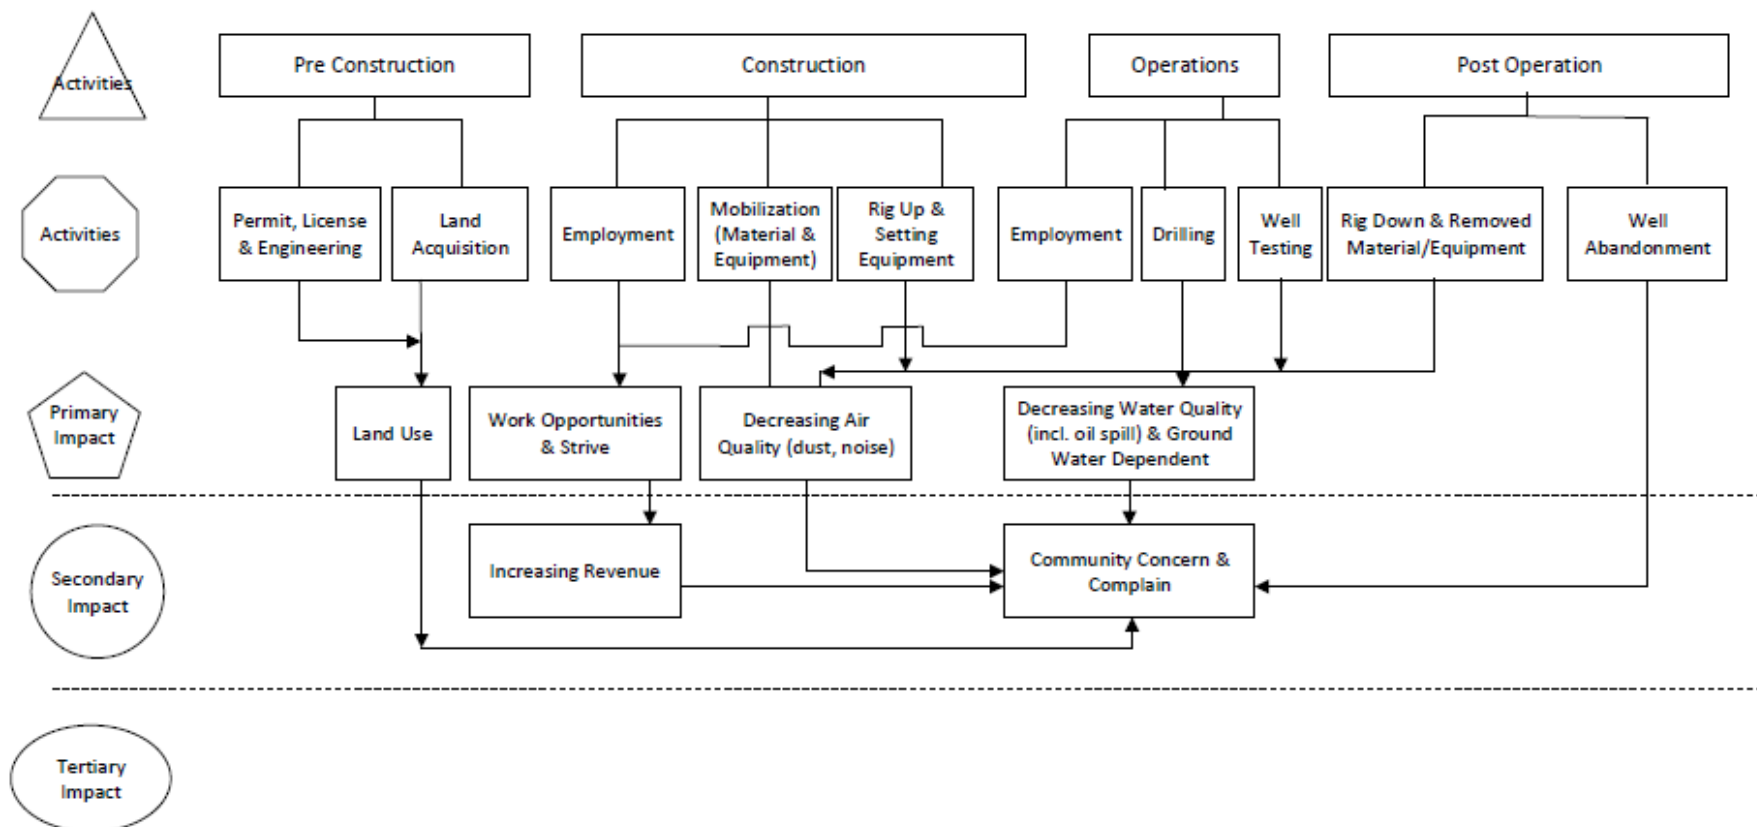 Activities
Pre Construction
Construction
Operations
Post Operation
Activities
Permit, License
& Engineering
Land
Acquisition
Employment
Mobilization
(Material &
Equipment)
Rig Up &
Setting
Equipment
Employment
Drilling
Well
Testing
Rig Down & Removed
Material/Equipment
Well
Abandonment
Primary
Impact
Land Use
Work Opportunities
& Strive
Decreasing Air
Quality (dust, noise)
Decreasing Water Quality
(incl. oil spill) & Ground
Water Dependent
Secondary
Impact
Increasing Revenue
Community Concern &
Complain
Tertiary
Impact